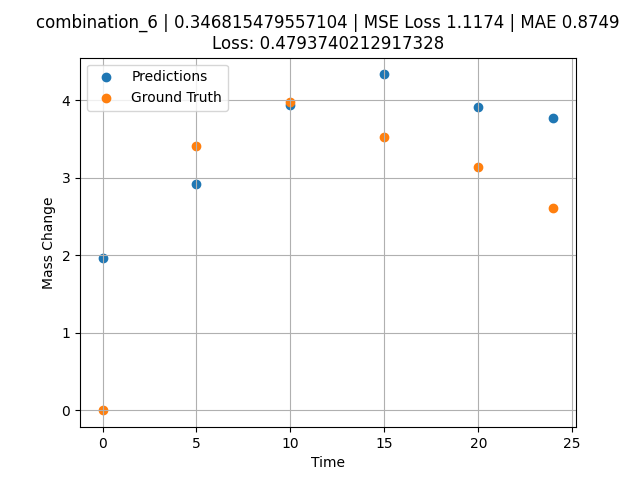 combination_6 | 0.346815479557104 | MSE Loss 1.1174 | MAE 0.8749
Loss: 0.4793740212917328
Predictions
Ground Truth
4
3
2
1
0
Mass Change
0 5 10 15 20 25
Time